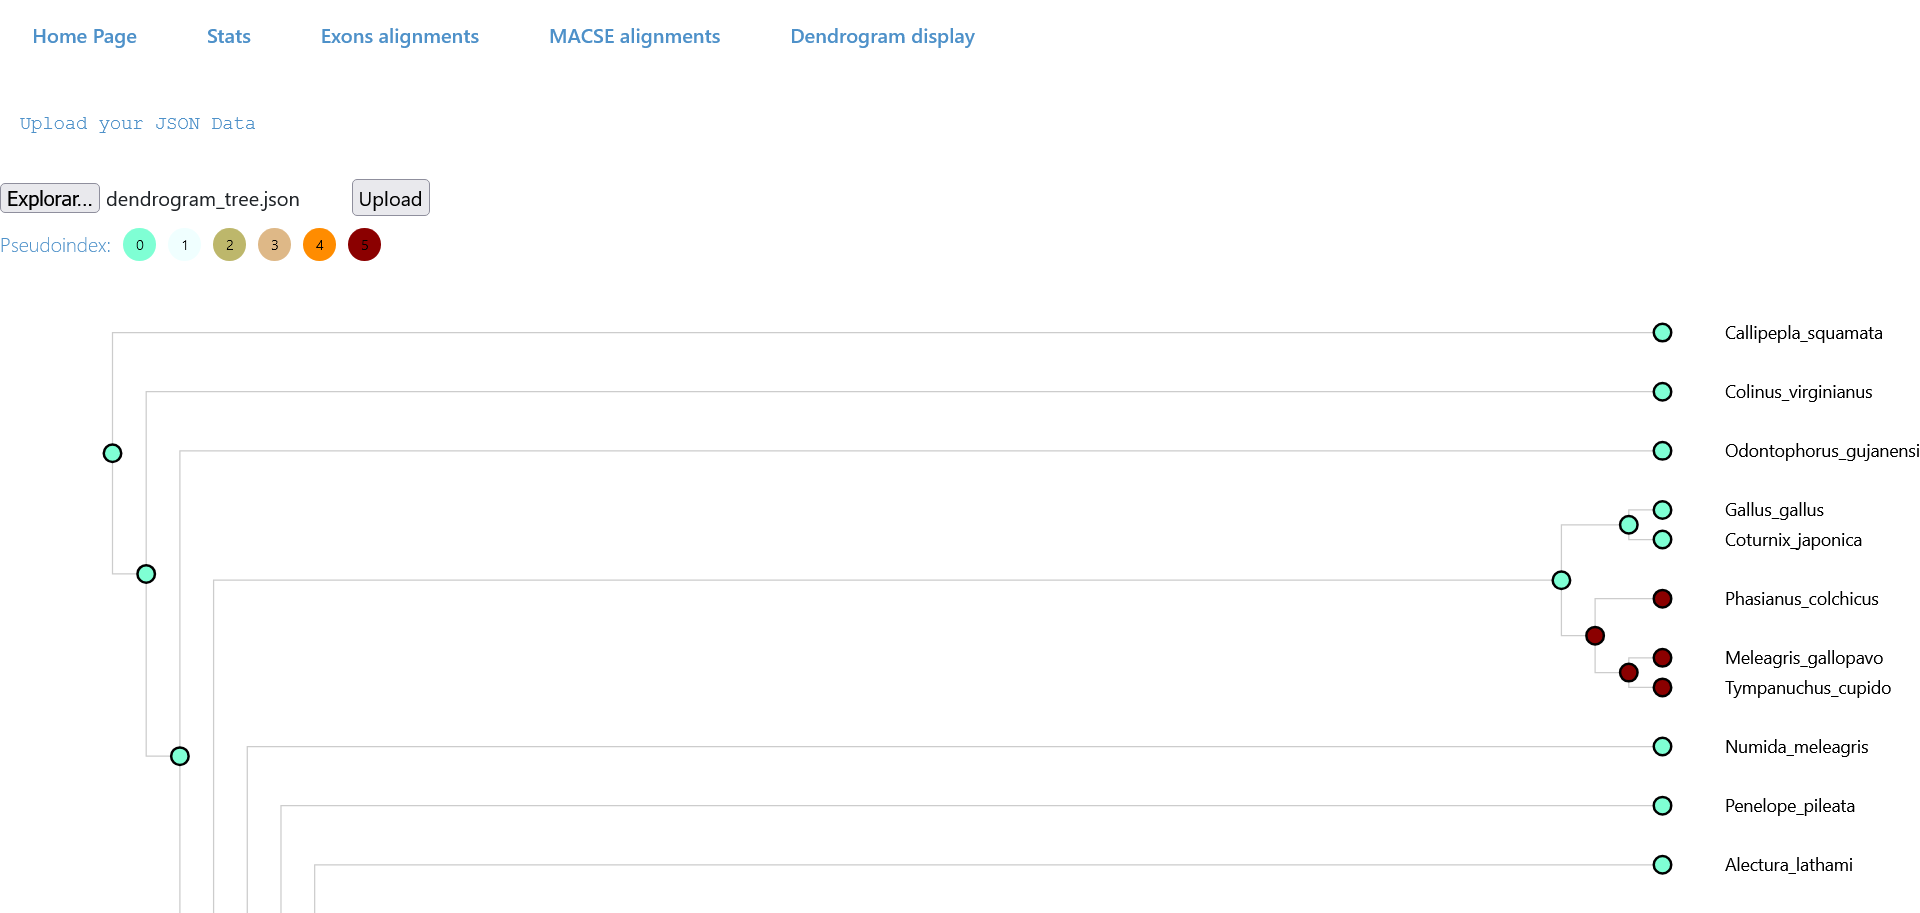 Home Page Stats Exons alignments MACSE alignments Dendrogram display
Upload your JSON Data
Explorar... dendrogram_tree.json Upload
Pseudoindex: 0 1 2 3 4 5
Callipepla_squamata
Colinus_virginianus
Odontophorus_gujanensi
Gallus_gallus
Coturnix_japonica
Phasianus_colchicus
Meleagris_gallopavo
Tympanuchus_cupido
Numida_meleagris
Penelope_pileata
Alectura_lathami